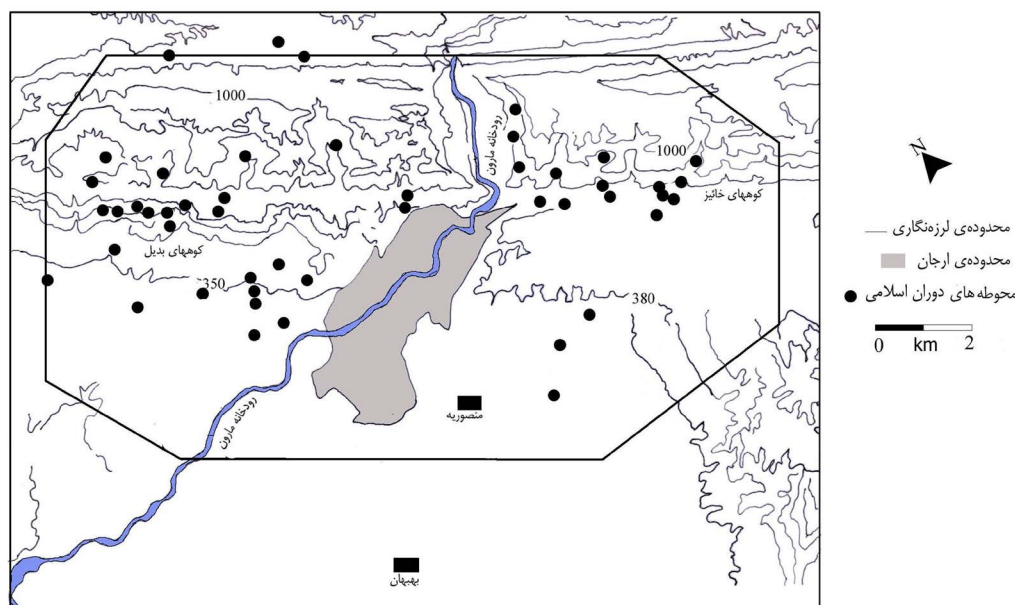 1000
رودخانه مارون
1000
کوههای خائیز
کوههای بدیل
350
380
رودخانه مارون
منصوریه
بهبهان
N
محدوده‌ی لرزه‌نگاری
محدوده‌ی ارجان
محوطه‌های دوران اسلامی
0 km 2